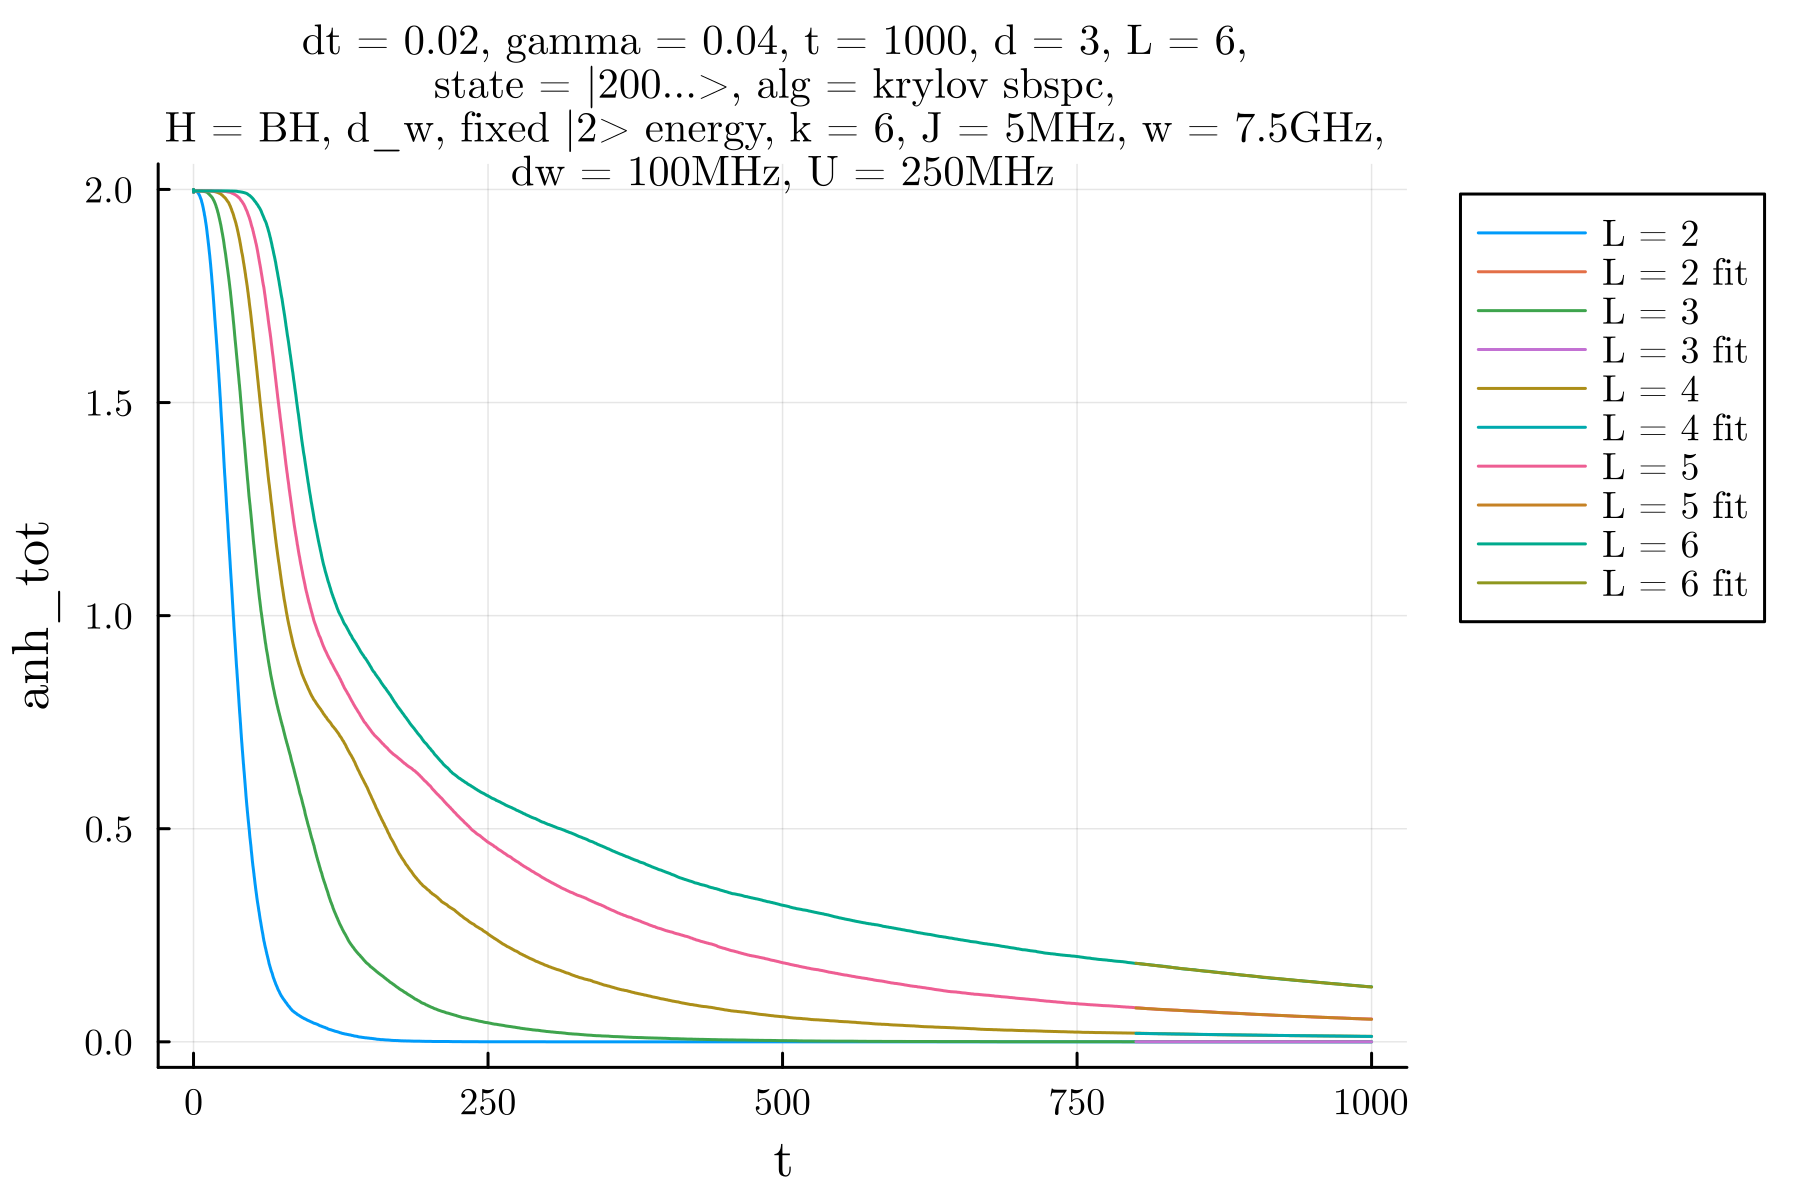 dt = 0.02, gamma = 0.04, t = 1000, d = 3, L = 6,
state = |200...>, alg = krylov sbspc,
H = BH, d_w, fixed |2> energy, k = 6, J = 5MHz, w = 7.5GHz,
dw = 100MHz, U = 250MHz
anh_tot
2.0
1.5
1.0
0.5
0.0
0
250
500
750
1000
t
L = 2
L = 2 fit
L = 3
L = 3 fit
L = 4
L = 4 fit
L = 5
L = 5 fit
L = 6
L = 6 fit